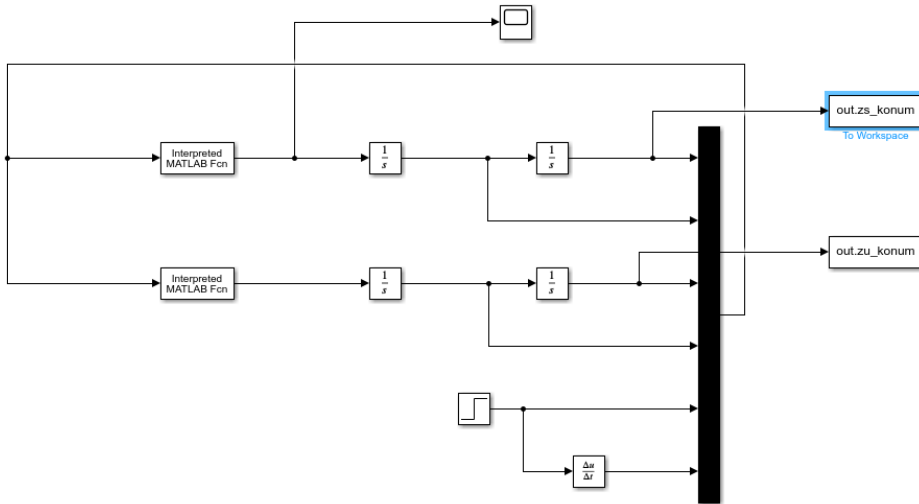 out.zs_konum
To Workspace
Interpreted
MATLAB Fcn
1
s
1
s
out.zu_konum
Interpreted
MATLAB Fcn
1
s
1
s
Δu
Δt